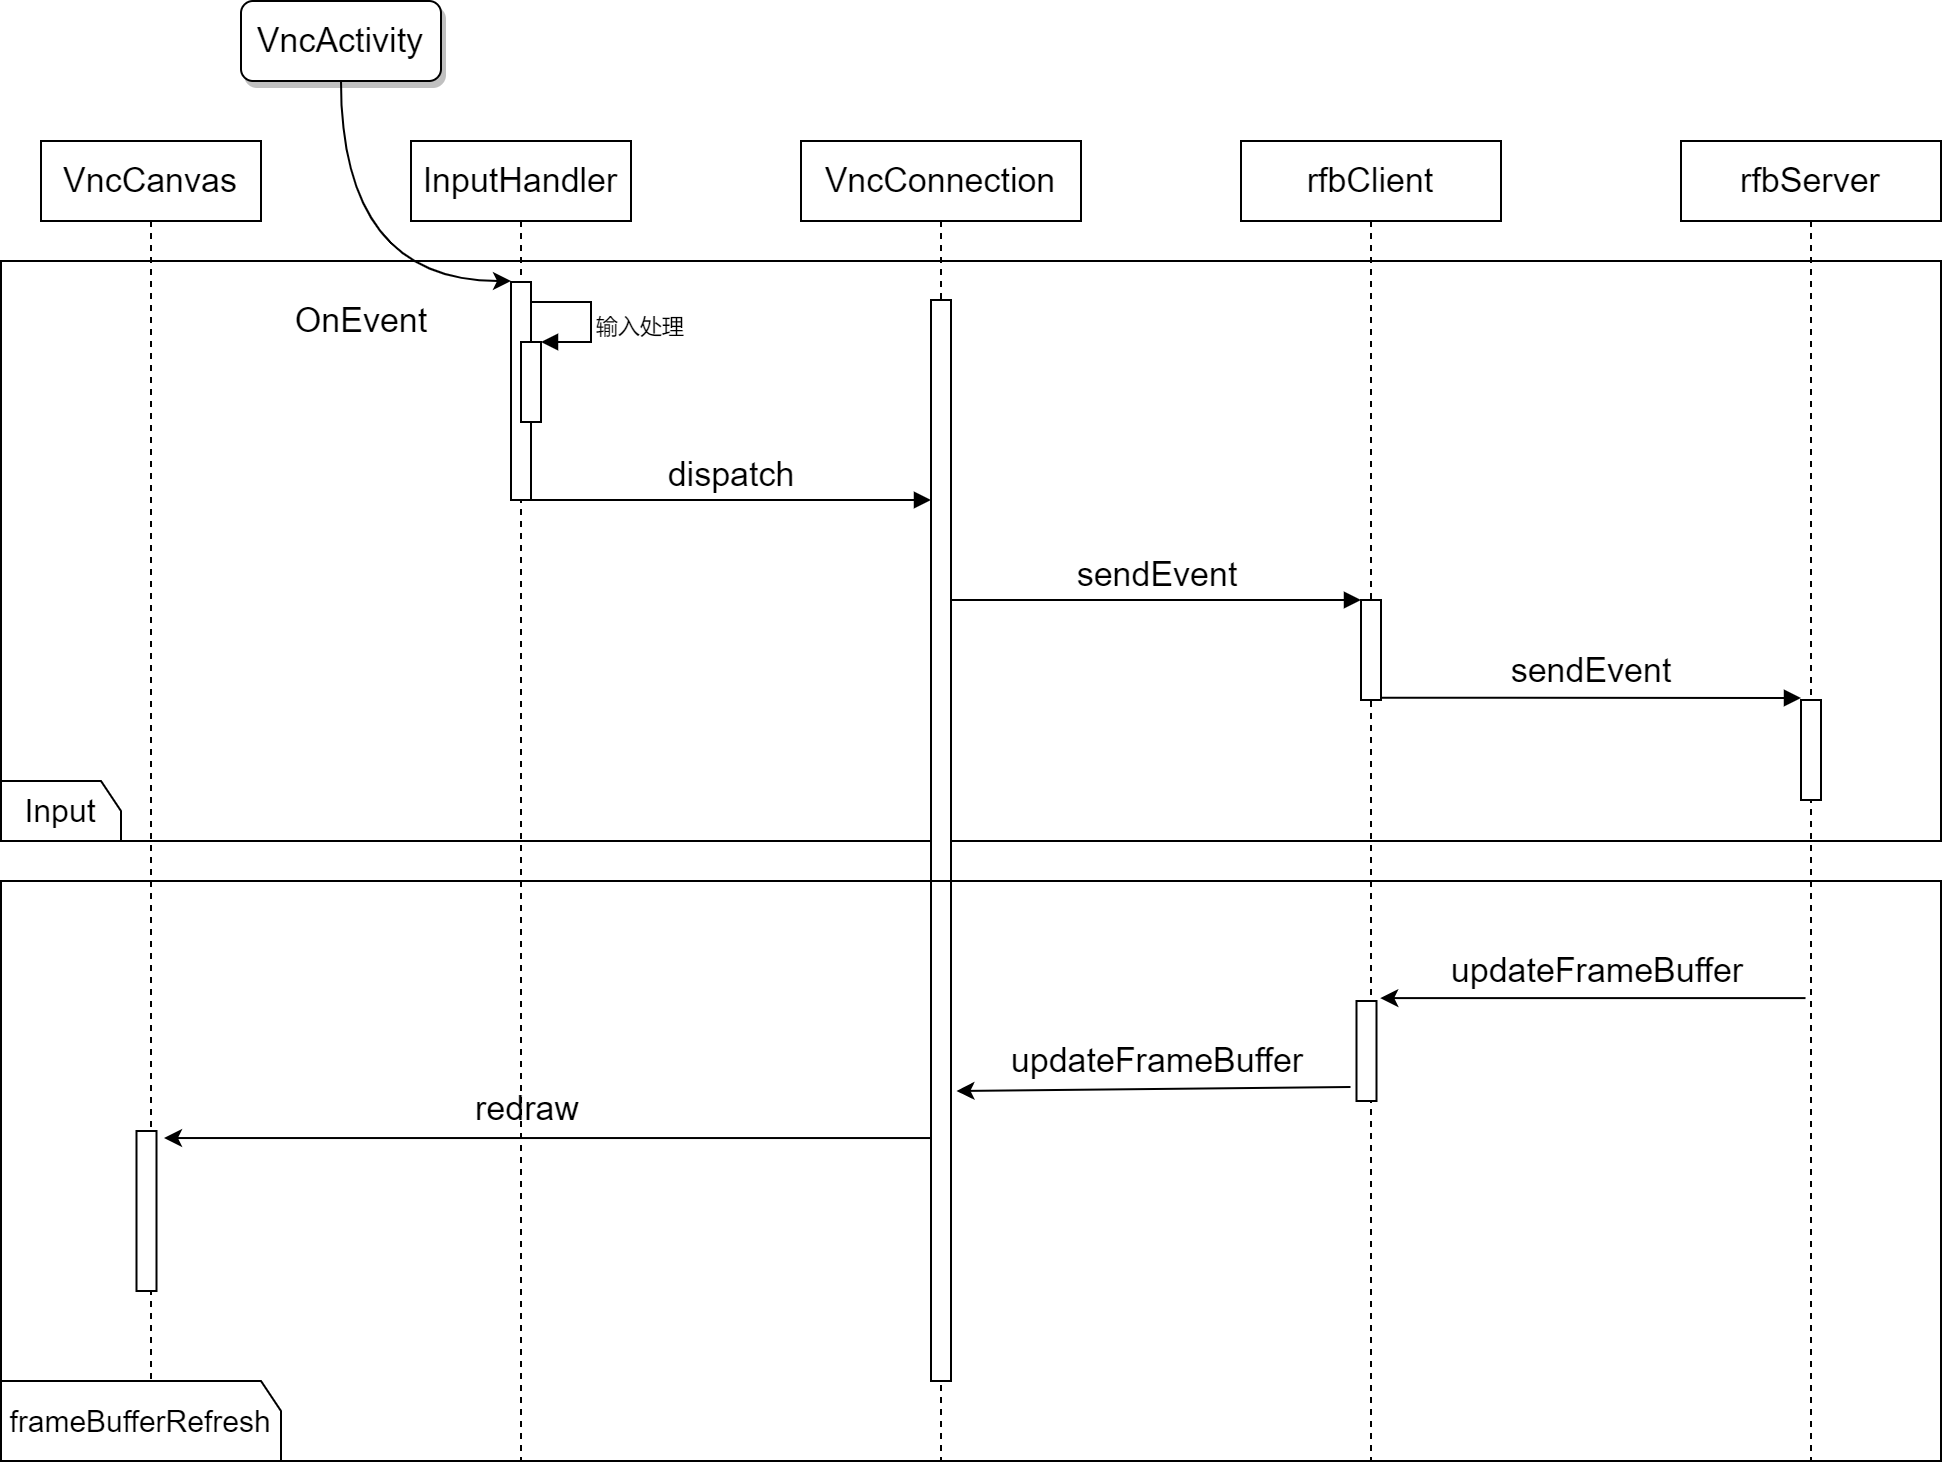 VncActivity
VncCanvas
InputHandler
VncConnection
rfbClient
rfbServer
OnEvent
输入处理
dispatch
sendEvent
sendEvent
Input
updateFrameBuffer
updateFrameBuffer
redraw
frameBufferRefresh